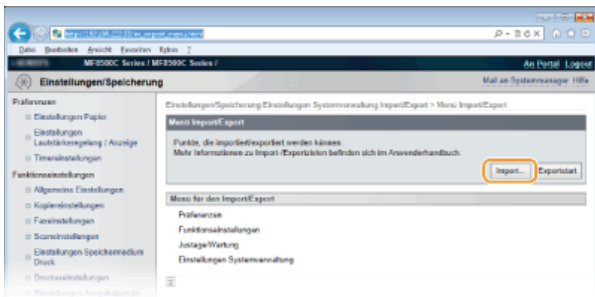 Datei Bearbeiten Ansicht Favoriten Extras ?
MF8500C Series / MF8500C Series /
An Portal Logout
Einstellungen/Speicherung
Mail an Systemmanager Hilfe
Präferenzen
Einstellungen Papier
Einstellungen Lautstärkeregelung / Anzeige
Timereinstellungen
Funktionseinstellungen
Allgemeine Einstellungen
Kopiereinstellungen
Faxeinstellungen
Scaneinstellungen
Einstellungen Speichermedium Druck
Druckereinstellungen
Einstellungen/Speicherung:Einstellungen Systemverwaltung:Import/Export > Menü Import/Export
Menü Import/Export
Punkte, die importiert/exportiert werden können.
Mehr Informationen zu Import-/Exportzielen befinden sich im Anwenderhandbuch.
Import... Exportstart
Menü für den Import/Export
Präferenzen
Funktionseinstellungen
Justage/Wartung
Einstellungen Systemverwaltung